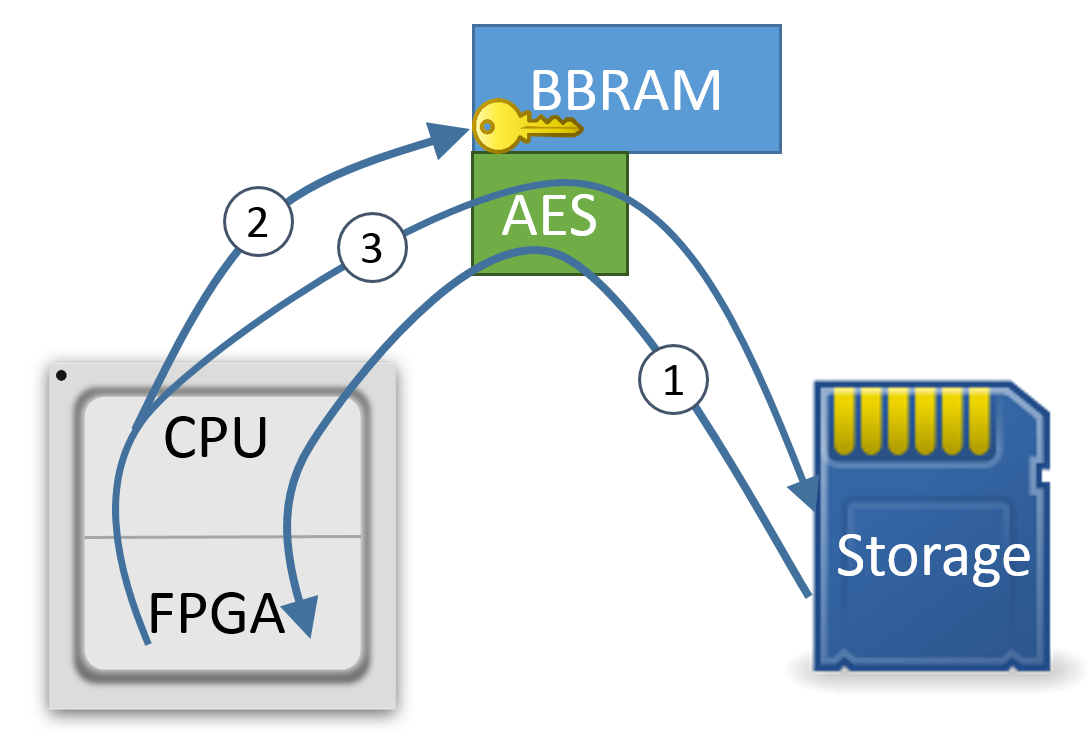 BBRAM
AES
2
3
1
CPU
FPGA
Storage